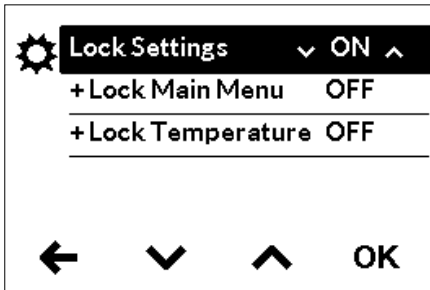 Lock Settings ON
+Lock Main Menu OFF
+Lock Temperature OFF
OK